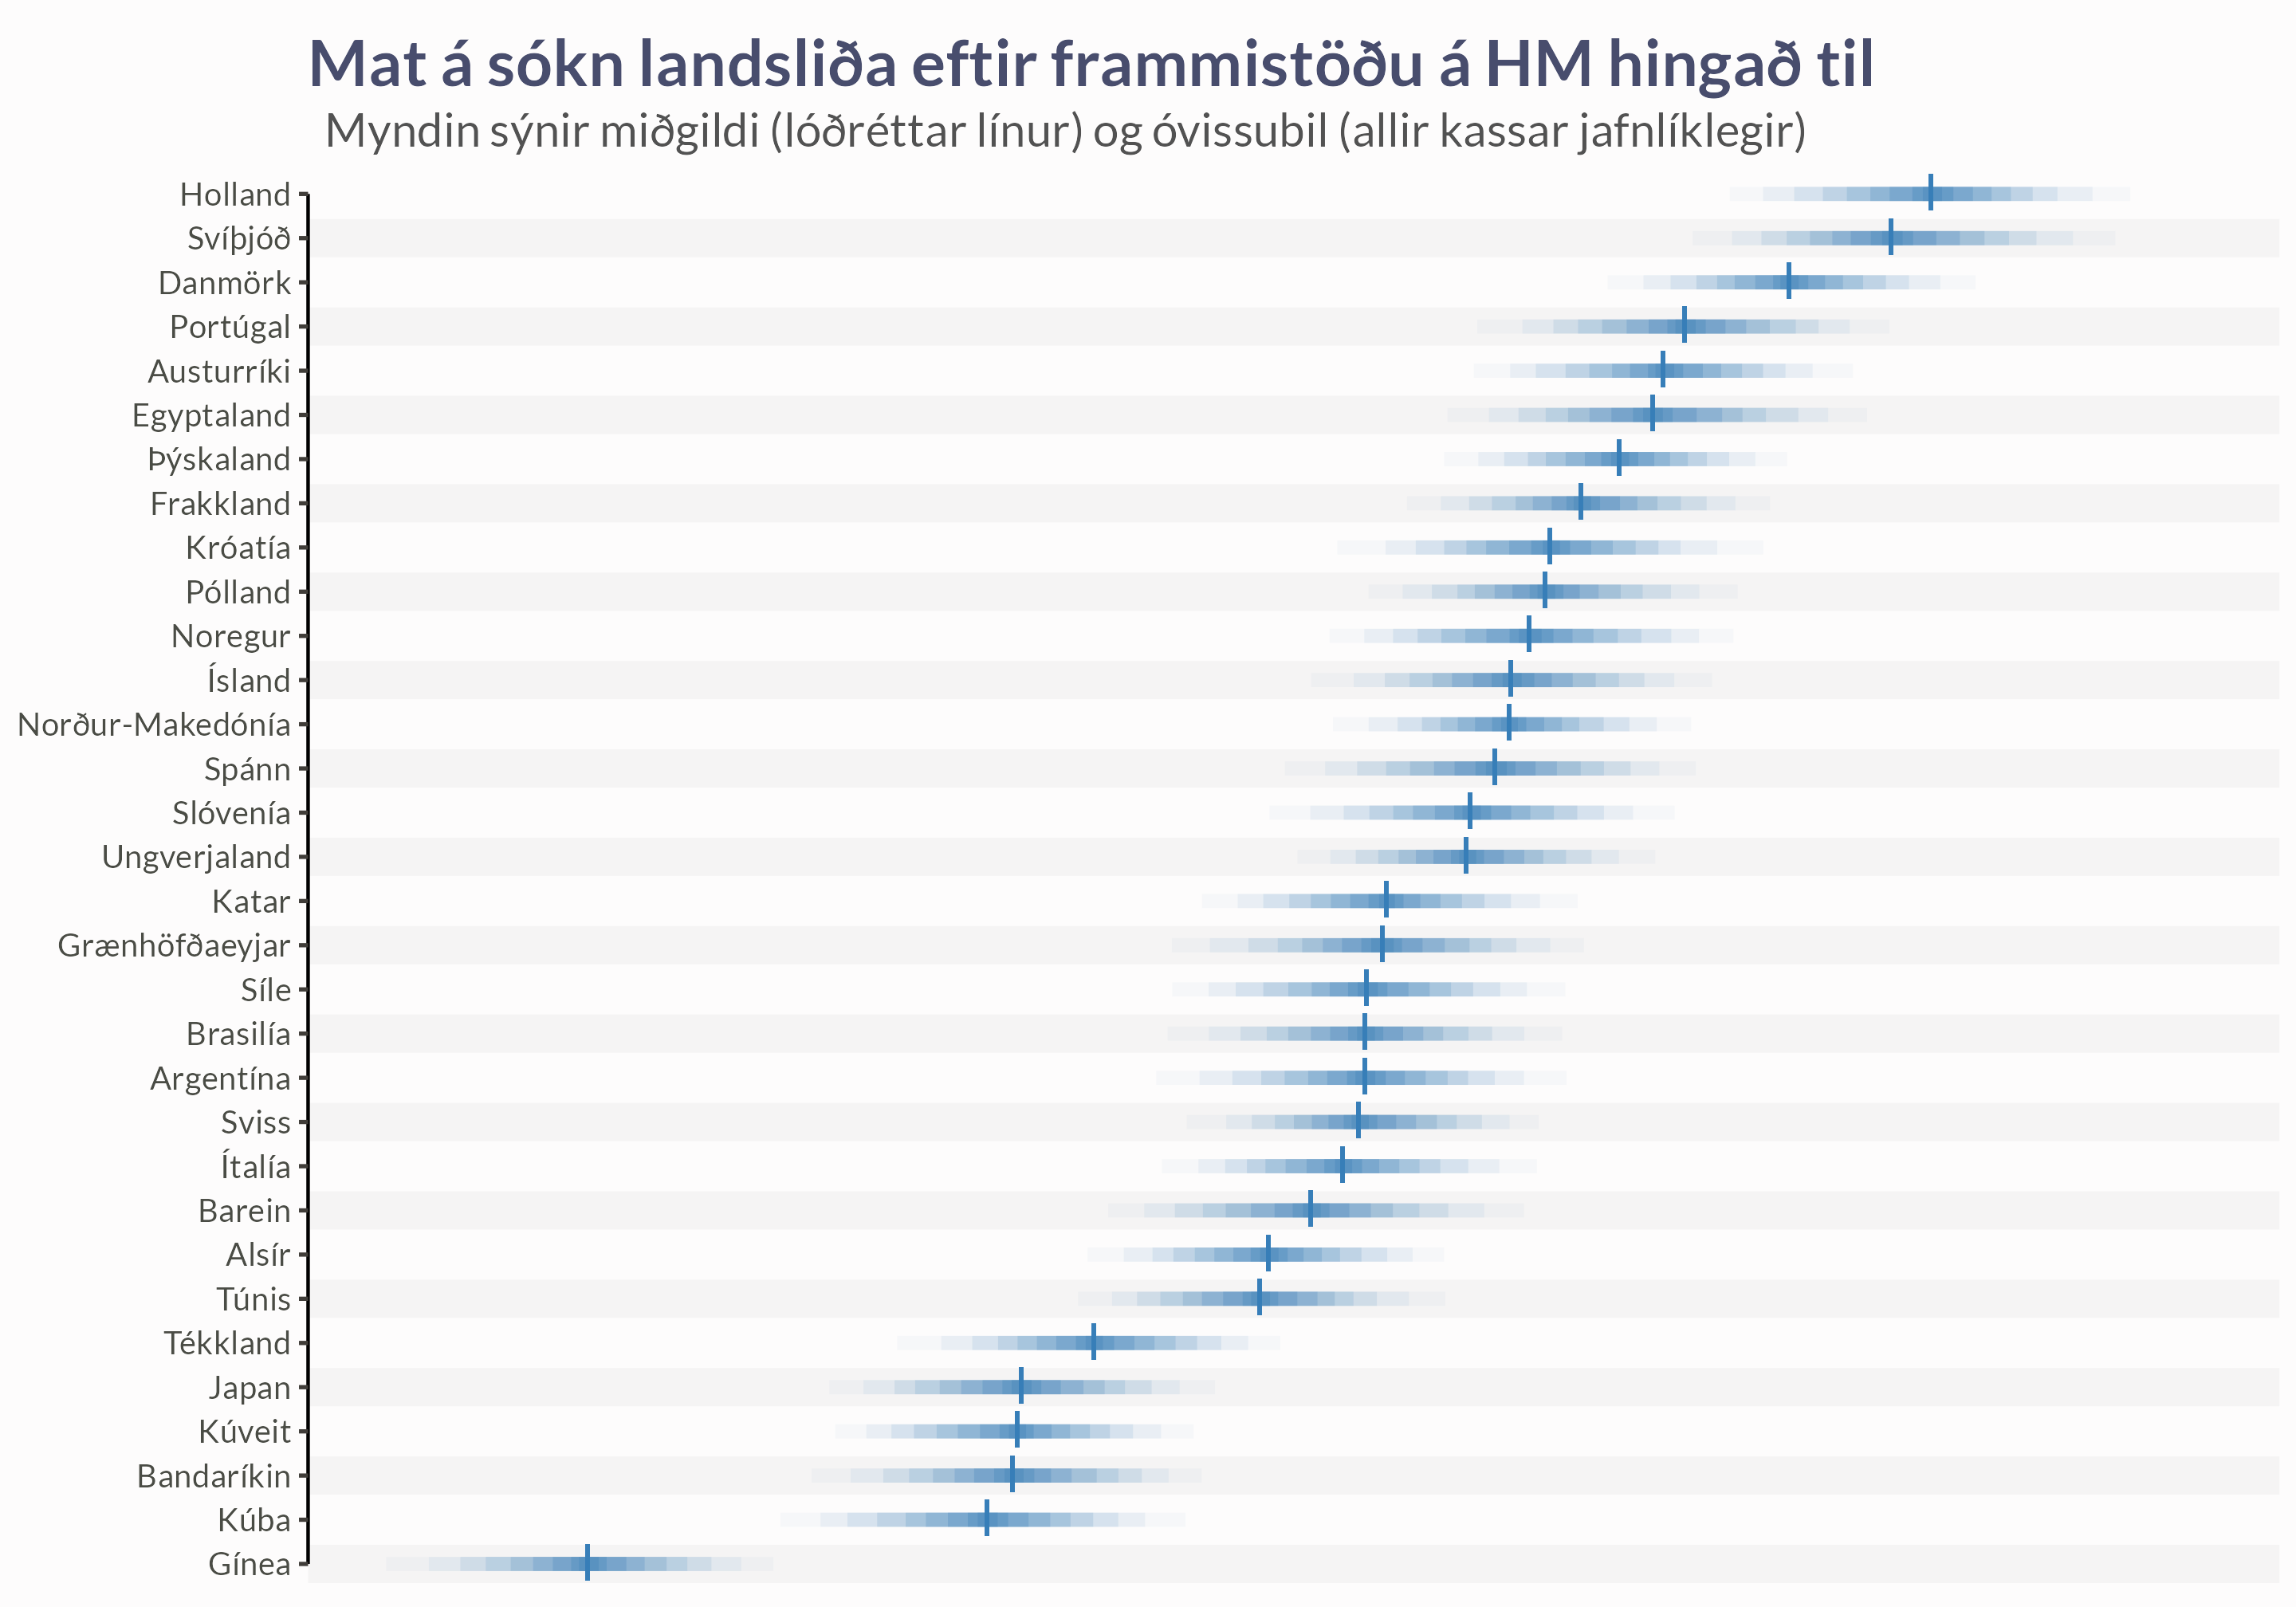 Mat á sókn landsliða eftir frammistöðu á HM hingað til
Myndin sýnir miðgildi (lóðréttar línur) og óvissubil (allir kassar jafnlíklegir)
Holland
Svíþjóð
Danmörk
Portúgal
Austurríki
Egyptaland
Þýskaland
Frakkland
Króatía
Pólland
Noregur
Ísland
Norður-Makedónía
Spánn
Slóvenía
Ungverjaland
Katar
Grænhöfðaeyjar
Síle
Brasilía
Argentína
Sviss
Ítalía
Barein
Alsír
Túnis
Tékkland
Japan
Kúveit
Bandaríkin
Kúba
Gínea